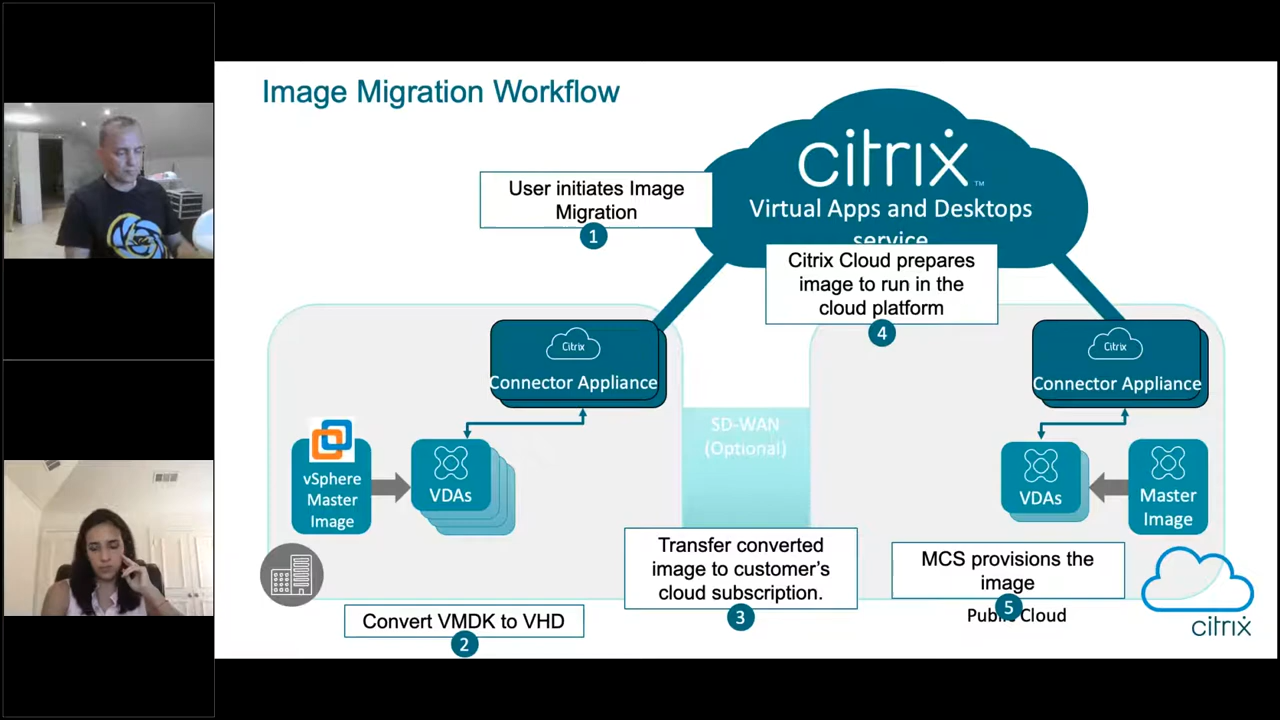 Image Migration Workflow
citrix™
Virtual Apps and Desktops
service
User initiates Image
Migration
1
Citrix Cloud prepares
image to run in the
cloud platform
4
Citrix
Connector Appliance
Citrix
Connector Appliance
SD-WAN
(Optional)
vSphere
Master
Image
VDAs
VDAs
Master
Image
Transfer converted
image to customer's
cloud subscription.
3
MCS provisions the
image
5
Public Cloud
Convert VMDK to VHD
2
citrix